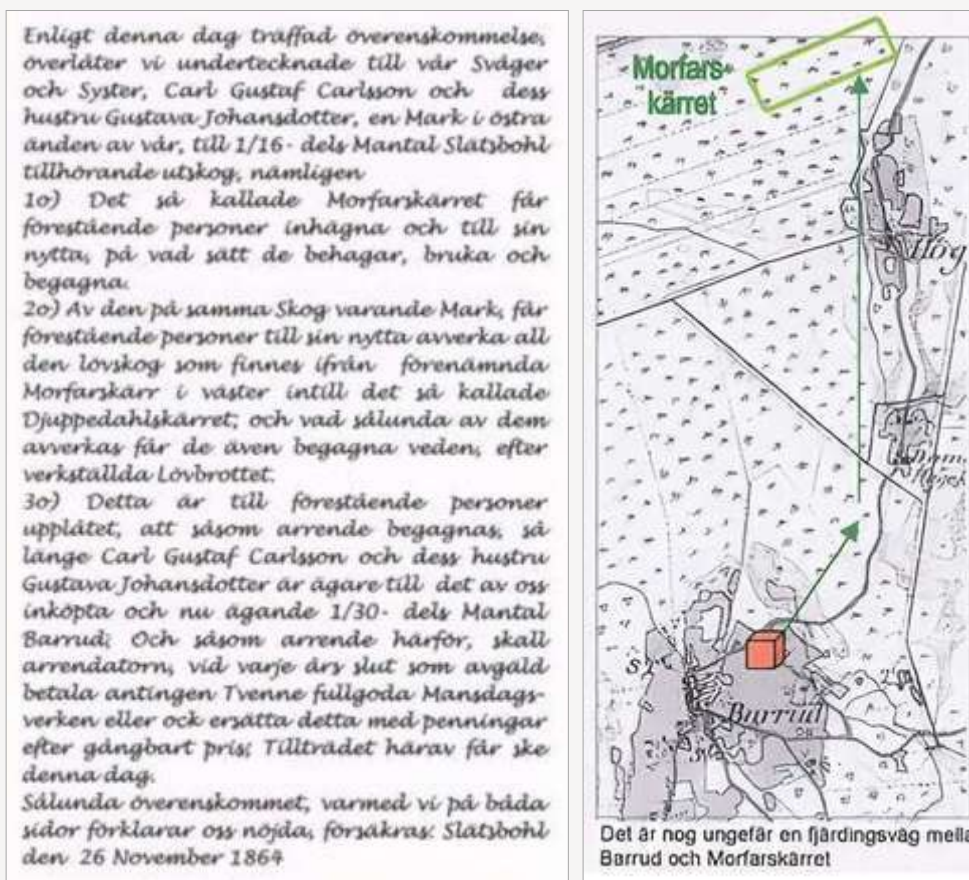 Enligt denna dag träffad överenskommelse,
överlåter vi undertecknade till vår Svåger
och Syster, Carl Gustaf Carlsson och dess
hustru Gustava Johansdotter, en Mark i östra
änden av vår, till 1/16- dels Mantal Slätsbohl
tillhörande utskog, nämligen
1o) Det så kallade Morfarskärret får
förestående personer inhägna och till sin
nytta, på vad sätt de behagar, bruka och
begagna.
2o) Av den på samma Skog varande Mark, får
förestående personer till sin nytta avverka all
den lövskog som finnes ifrån förenämnda
Morfarskärr i väster intill det så kallade
Djuppedahlskärret; och vad sålunda av dem
avverkas får de även begagna veden, efter
verkställda Lövbrottet.
3o) Detta är till förestående personer
upplåtet, att såsom arrende begagnas, så
länge Carl Gustaf Carlsson och dess hustru
Gustava Johansdotter är ägare till det av oss
inköpta och nu ägande 1/30- dels Mantal
Barrud; Och såsom arrende härför, skall
arrendatorn, vid varje års slut som avgäld
betala antingen Tvenne fullgoda Mansdags-
verken eller ock ersätta detta med penningar
efter gångbart pris; Tillträdet härav får ske
denna dag.
Sålunda överenskommet, varmed vi på båda
sidor förklarar oss nöjda, försäkras: Slätsbohl
den 26 November 1864
Morfars-
kärret
Hög
Barrud
Det är nog ungefär en fjärdingsväg mella
Barrud och Morfarskärret